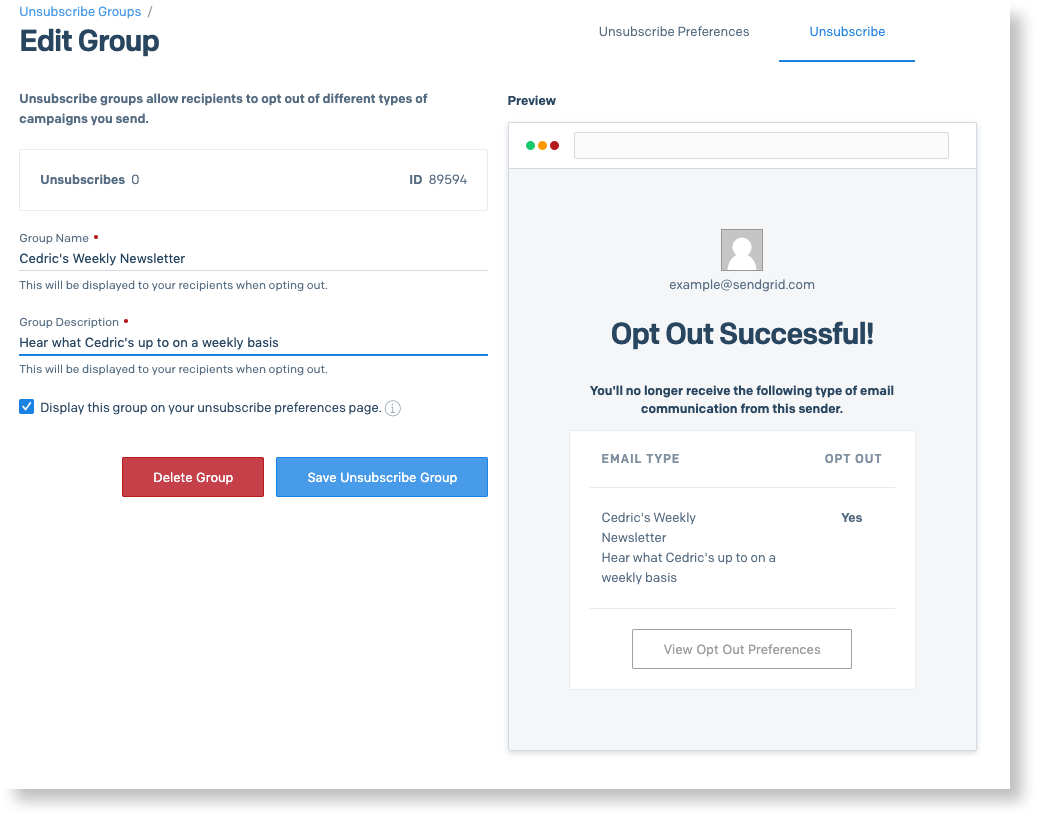 Unsubscribe Groups /
Edit Group
Unsubscribe Preferences
Unsubscribe
Unsubscribe groups allow recipients to opt out of different types of
campaigns you send.
Unsubscribes 0
ID 89594
Group Name •
Cedric's Weekly Newsletter
This will be displayed to your recipients when opting out.
Group Description •
Hear what Cedric's up to on a weekly basis
This will be displayed to your recipients when opting out.
Display this group on your unsubscribe preferences page.
Delete Group
Save Unsubscribe Group
Preview
example@sendgrid.com
Opt Out Successful!
You'll no longer receive the following type of email
communication from this sender.
EMAIL TYPE
OPT OUT
Cedric's Weekly
Newsletter
Yes
Hear what Cedric's up to on a
weekly basis
View Opt Out Preferences